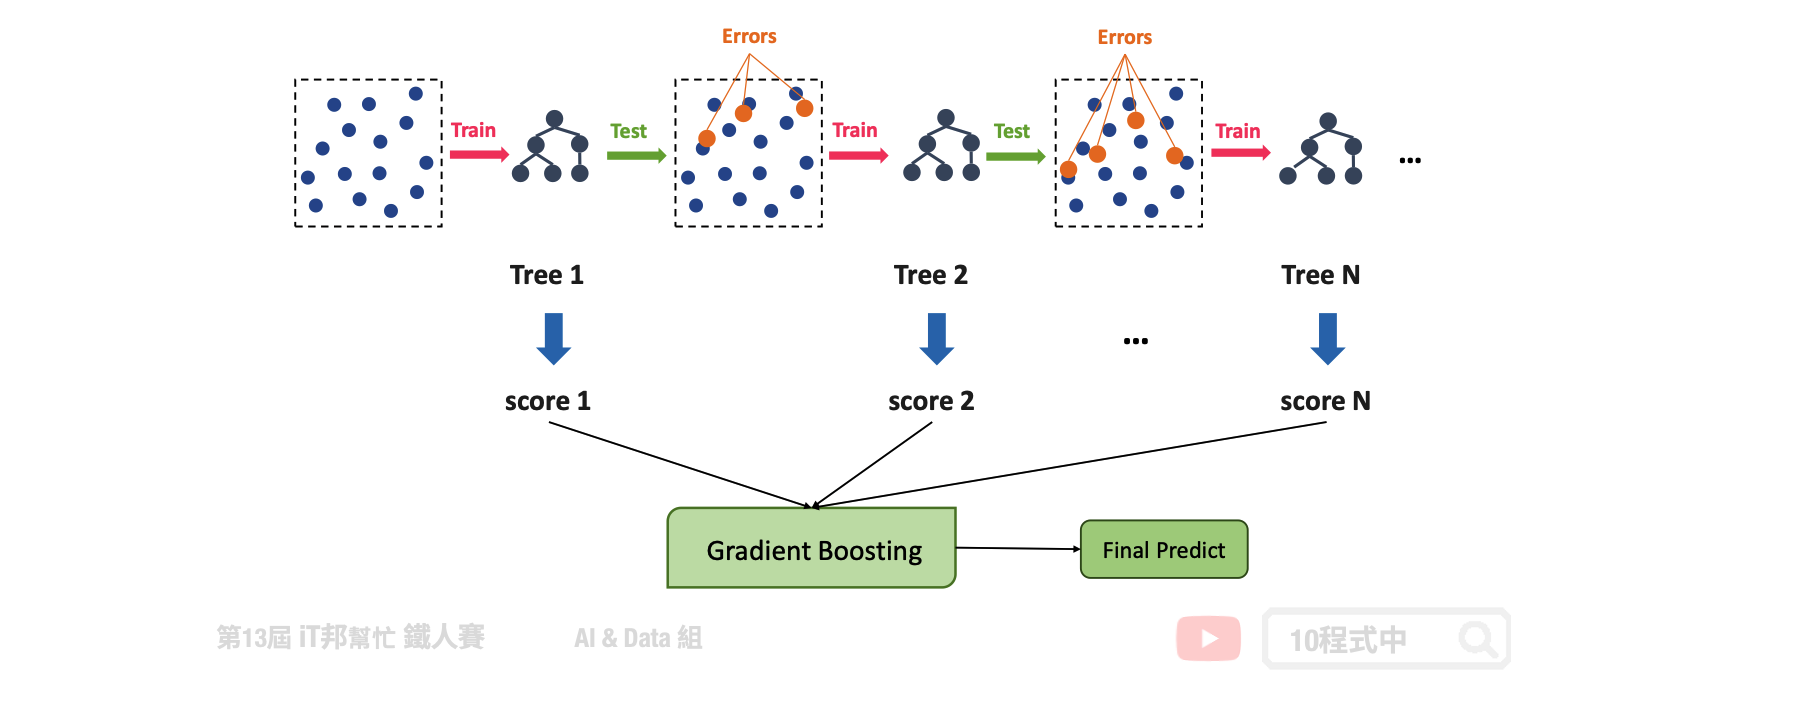 Errors
Errors
Train
Test
Train
Test
Train
...
Tree 1
Tree 2
Tree N
...
score 1
score 2
score N
Gradient Boosting
Final Predict
第13屆 iT邦幫忙 鐵人賽
AI & Data 組
10程式中